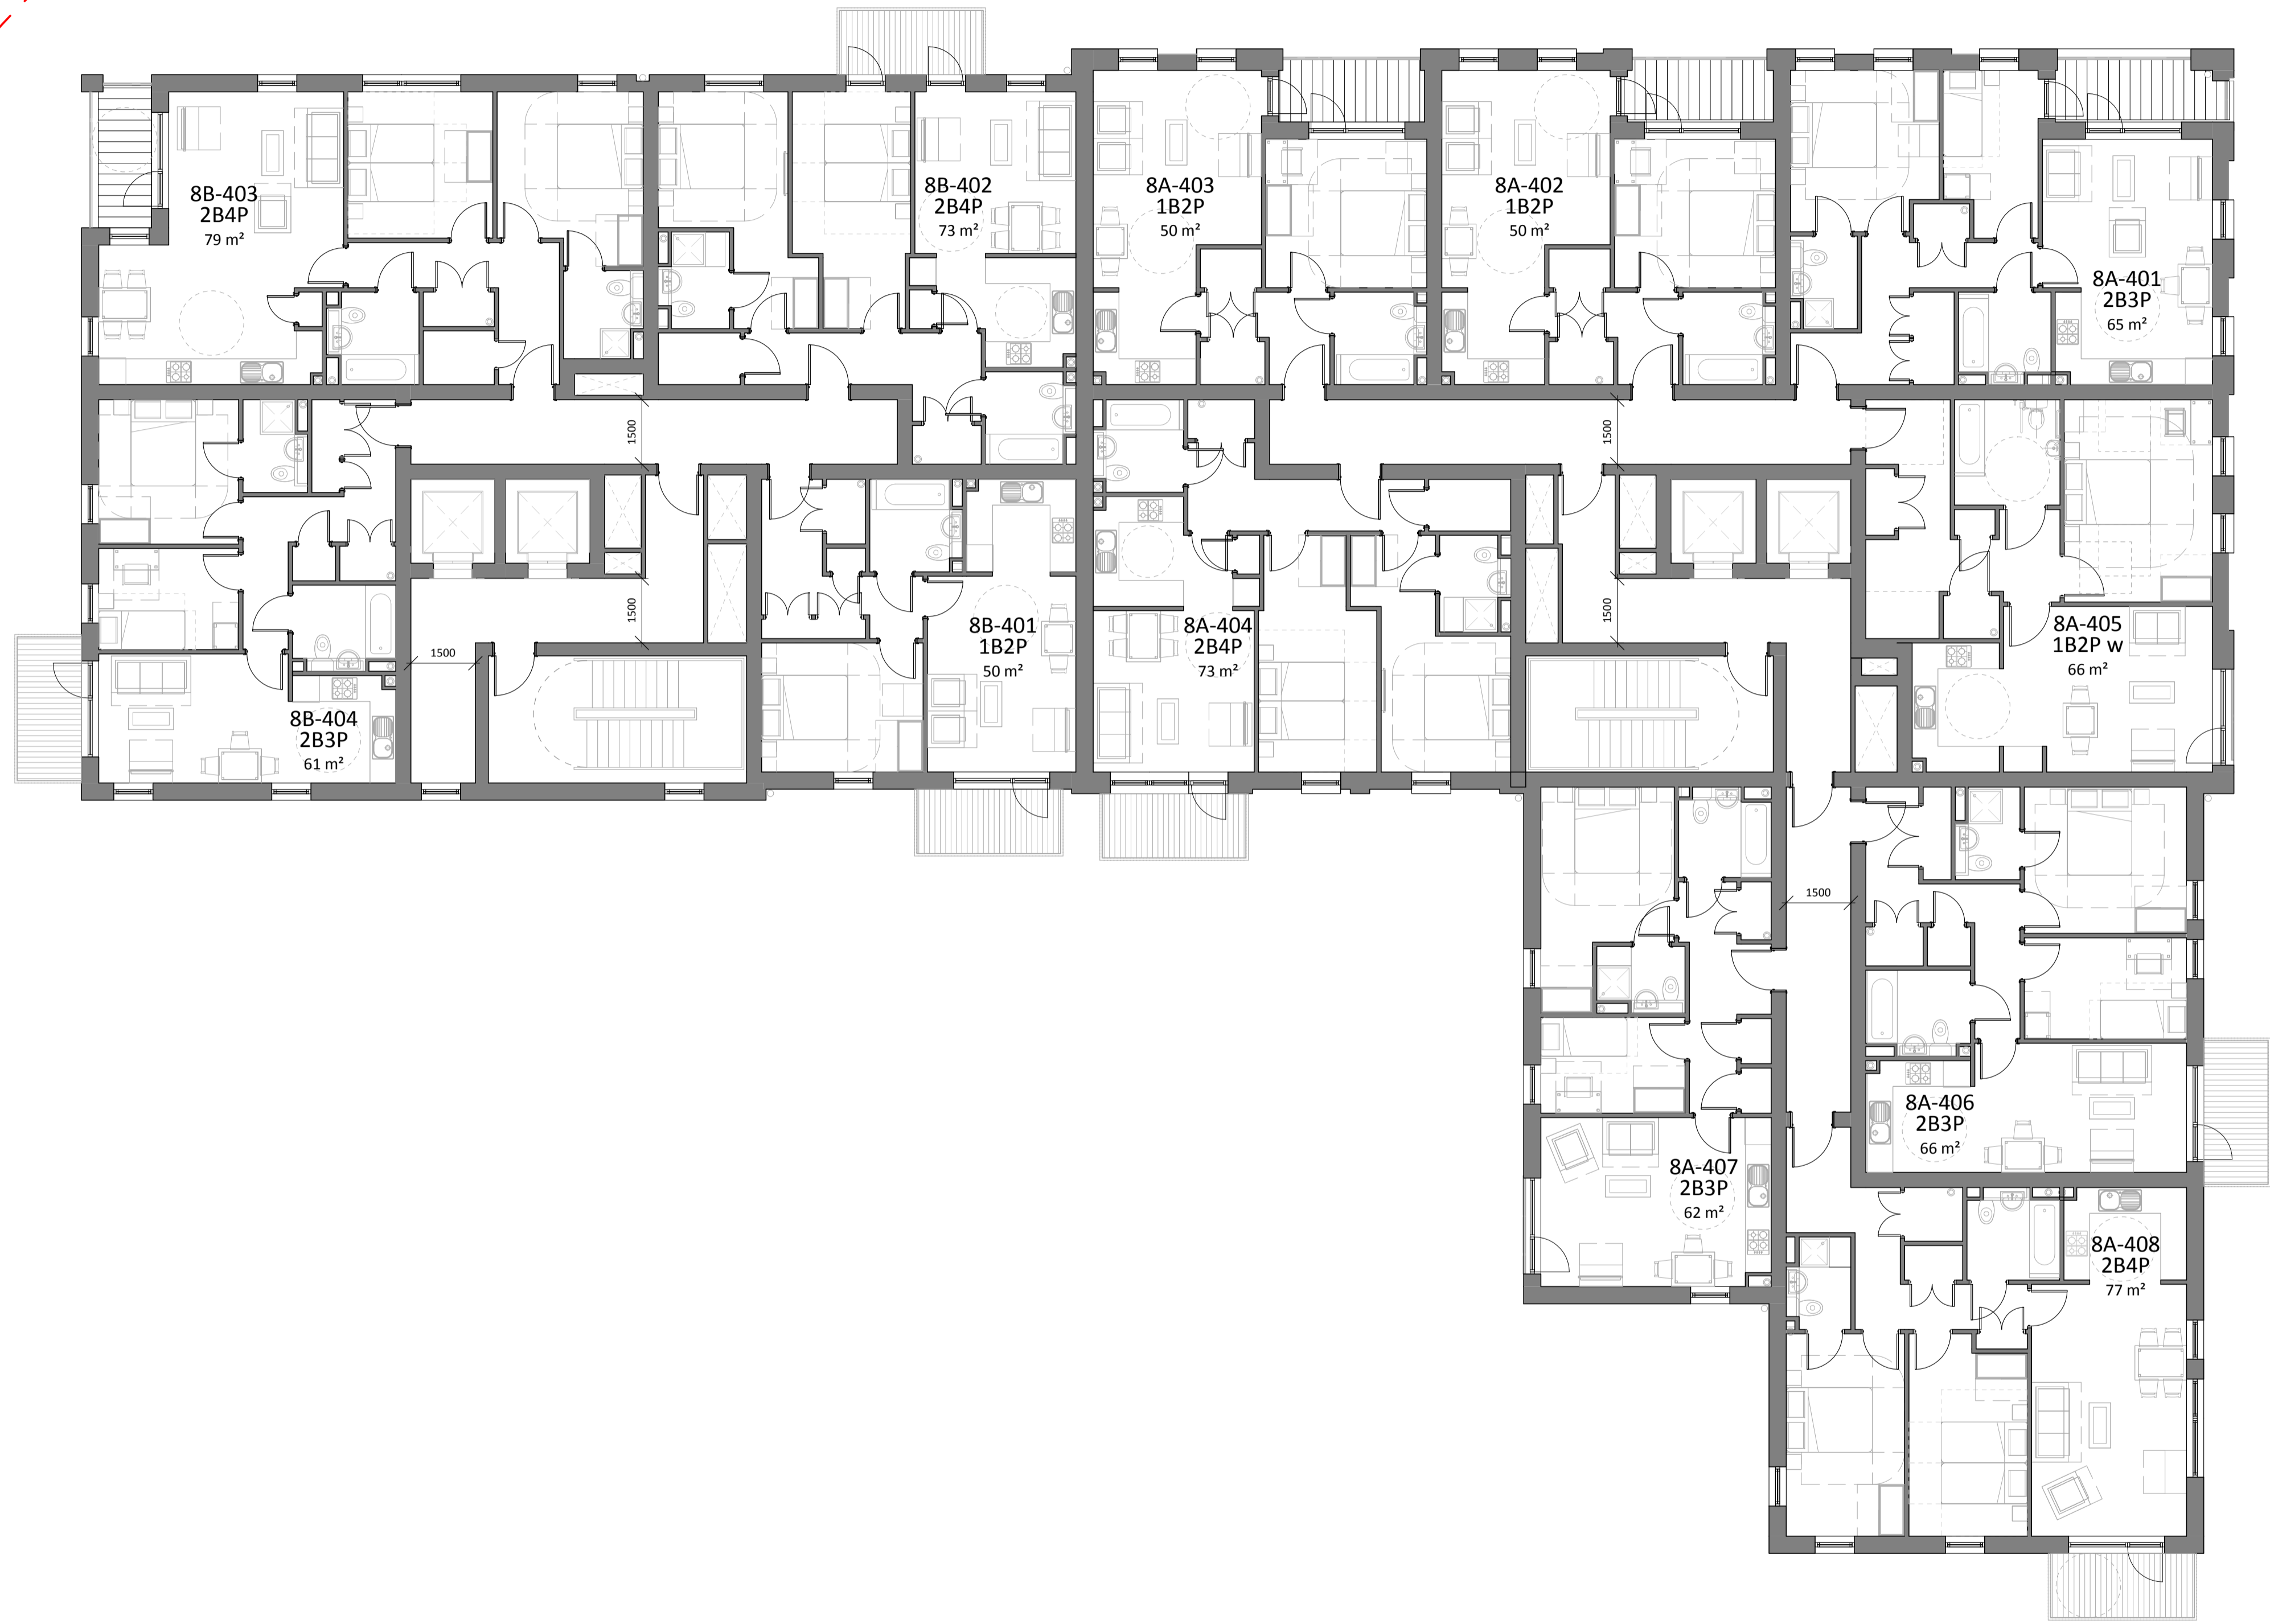 8B-403
2B4P
79 m²
8B-402
2B4P
73 m²
8A-403
1B2P
50 m²
8A-402
1B2P
50 m²
8A-401
2B3P
65 m²
1500
1500
1500
1500
1500
8B-404
2B3P
61 m²
8B-401
1B2P
50 m²
8A-404
2B4P
73 m²
8A-405
1B2P w
66 m²
1500
8A-406
2B3P
66 m²
8A-407
2B3P
62 m²
8A-408
2B4P
77 m²